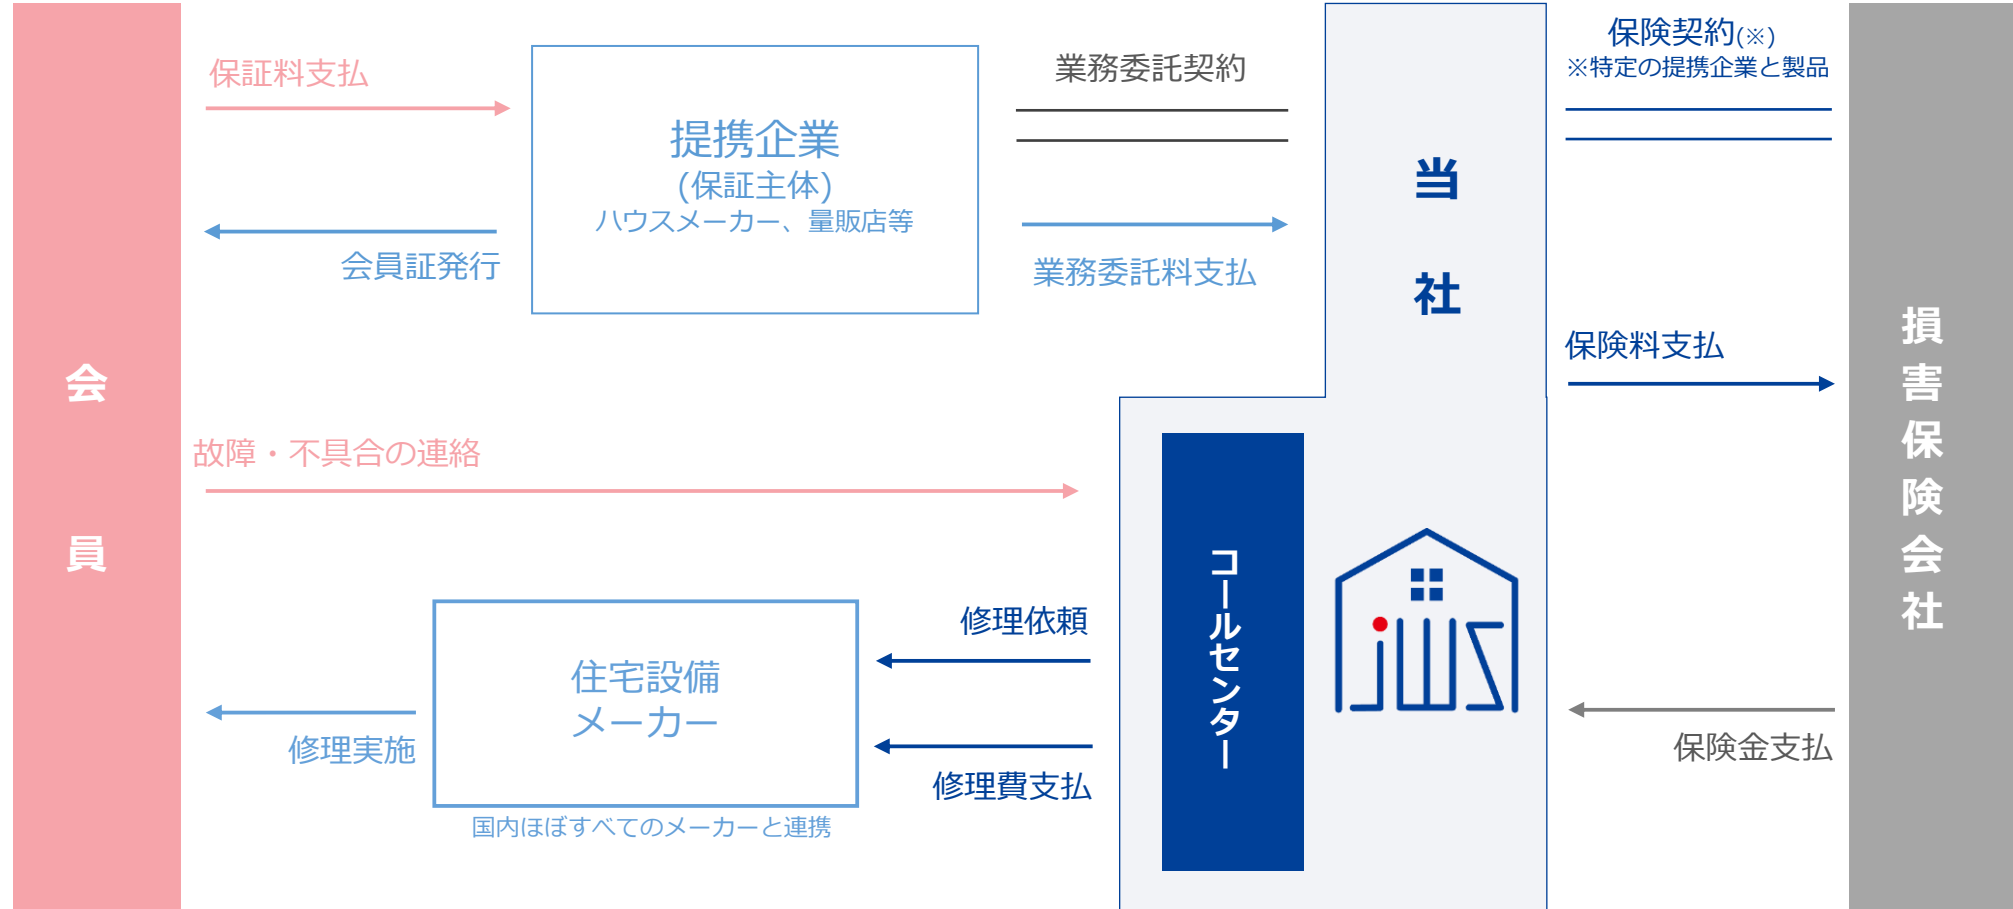 会員
保証料支払
提携企業
(保証主体)
ハウスメーカー、量販店等
会員証発行
業務委託契約
業務委託料支払
当社
保険契約(※)
※特定の提携企業と製品
保険料支払
損害保険会社
故障・不具合の連絡
コールセンター
jws
修理依頼
住宅設備
メーカー
修理実施
修理費支払
国内ほぼすべてのメーカーと連携
保険金支払